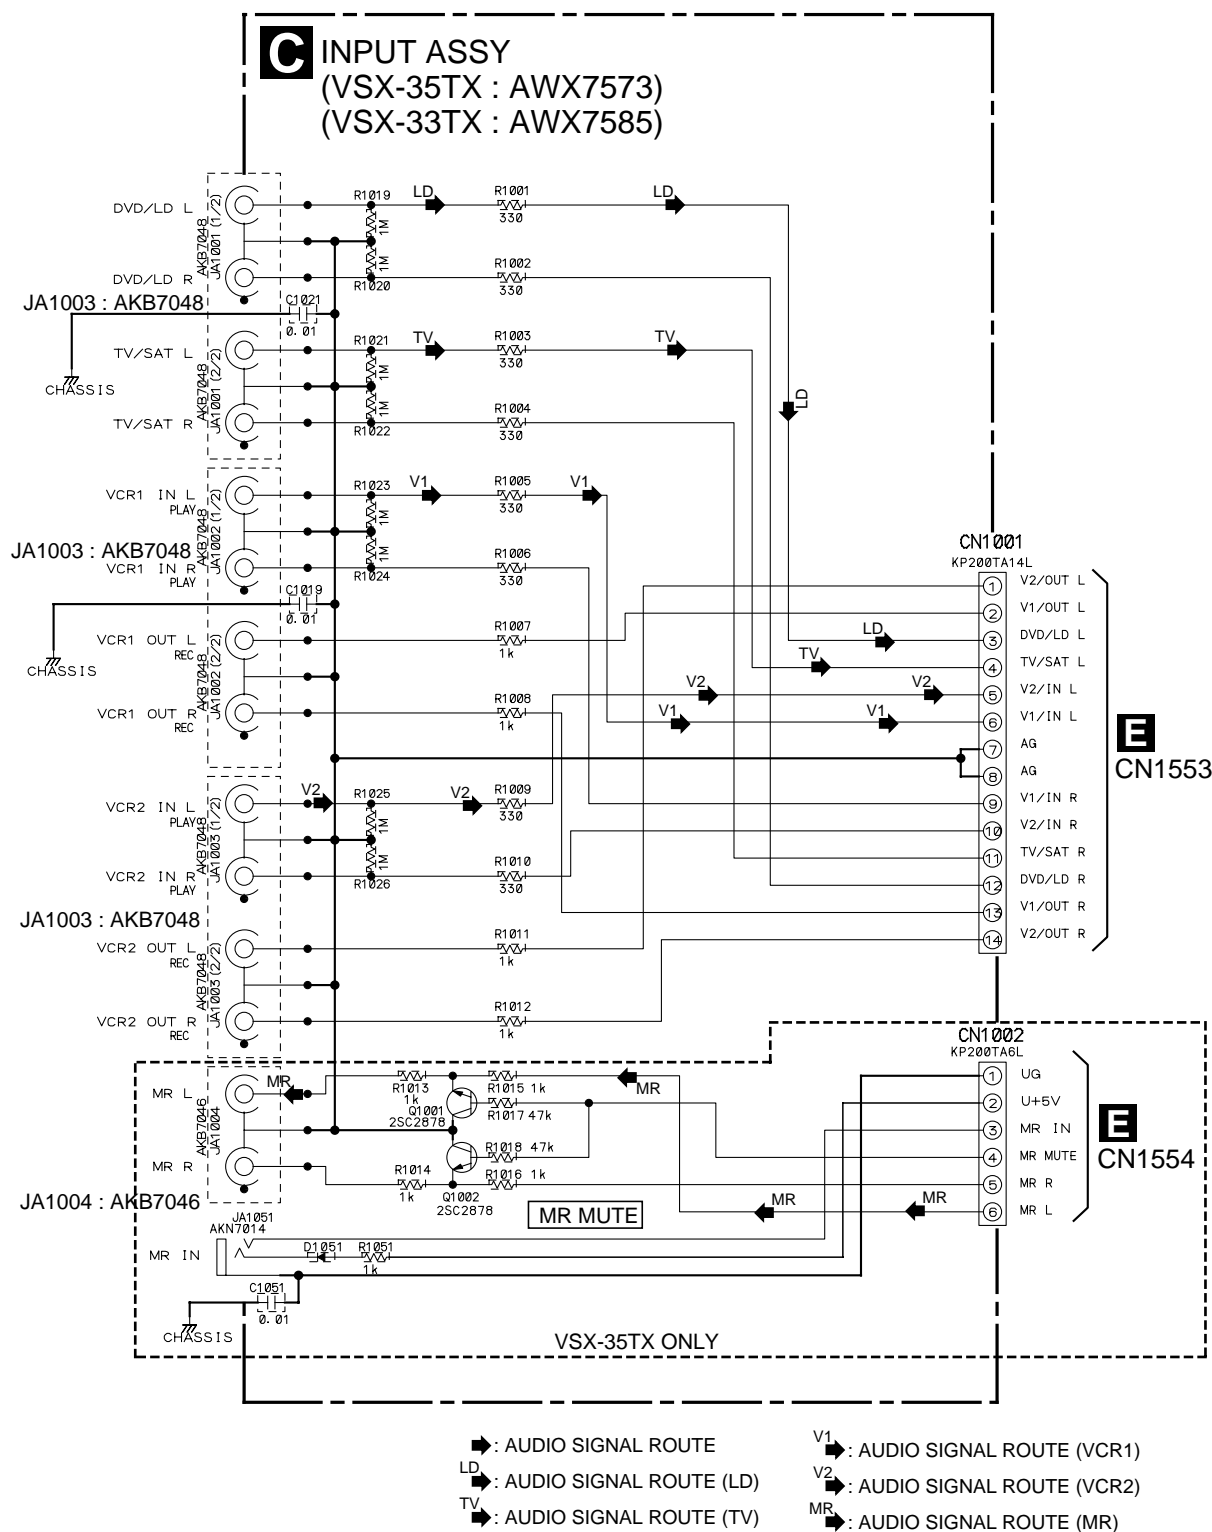 C INPUT ASSY
(VSX-35TX : AWX7573)
(VSX-33TX : AWX7585)
DVD/LD L
AKB7048
JA1001 (1/2)
R1019
1M
LD
R1001
330
LD
DVD/LD R
1M
R1020
R1002
330
JA1003 : AKB7048
C1021
0.01
CHASSIS
TV/SAT L
AKB7048
JA1001 (2/2)
R1021
1M
TV
R1003
330
TV
LD
TV/SAT R
1M
R1022
R1004
330
VCR1 IN L
PLAY
AKB7048
JA1002 (1/2)
R1023
1M
V1
R1005
330
V1
JA1003 : AKB7048
VCR1 IN R
PLAY
1M
R1024
R1006
330
C1019
0.01
CHASSIS
VCR1 OUT L
REC
AKB7048
JA1002 (2/2)
R1007
1k
VCR1 OUT R
REC
R1008
1k
VCR2 IN L
PLAY
AKB7048
JA1003 (1/2)
V2
R1025
1M
V2
R1009
330
VCR2 IN R
PLAY
1M
R1026
R1010
330
JA1003 : AKB7048
VCR2 OUT L
REC
AKB7048
JA1003 (2/2)
R1011
1k
VCR2 OUT R
REC
R1012
1k
CN1001
KP200TA14L
1 V2/OUT L
2 V1/OUT L
LD
3 DVD/LD L
TV
4 TV/SAT L
V2
V2
5 V2/IN L
V1
V1
6 V1/IN L
7 AG
8 AG
9 V1/IN R
10 V2/IN R
11 TV/SAT R
12 DVD/LD R
13 V1/OUT R
14 V2/OUT R
E
CN1553
CN1002
KP200TA6L
1 UG
2 U+5V
3 MR IN
4 MR MUTE
5 MR R
6 MR L
E
CN1554
MR L
AKB7046
JA1004
MR
R1013
1k
R1015 1k
MR
Q1001
2SC2878
R1017 47k
R1018 47k
MR R
R1014
1k
R1016 1k
Q1002
2SC2878
MR MUTE
MR
MR
JA1004 : AKB7046
JA1051
AKN7014
MR IN
D1051
R1051
1k
C1051
0.01
CHASSIS
VSX-35TX ONLY
: AUDIO SIGNAL ROUTE
LD : AUDIO SIGNAL ROUTE (LD)
TV : AUDIO SIGNAL ROUTE (TV)
V1 : AUDIO SIGNAL ROUTE (VCR1)
V2 : AUDIO SIGNAL ROUTE (VCR2)
MR : AUDIO SIGNAL ROUTE (MR)